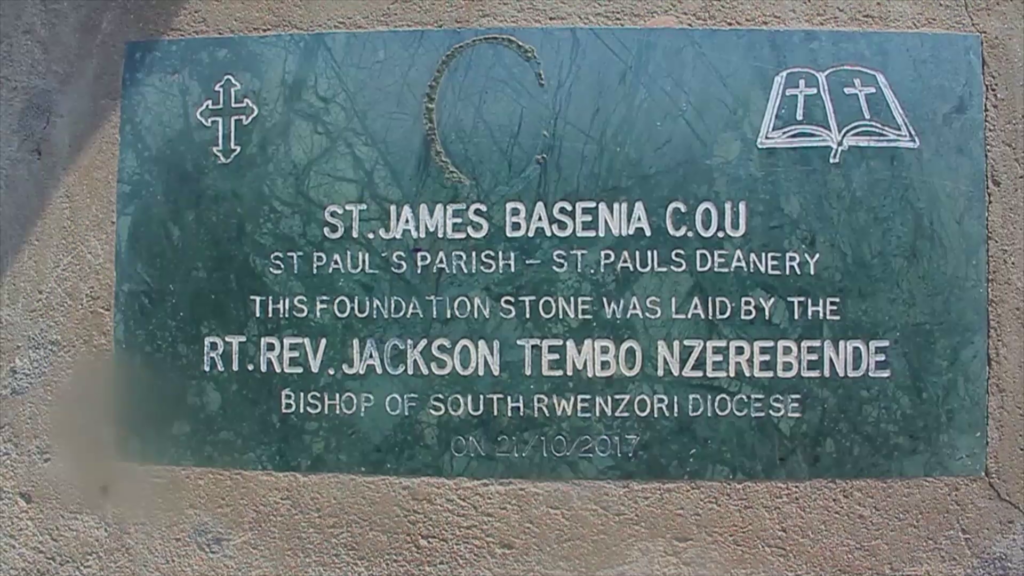 ST.JAMES BASENIA C.O.U
ST PAUL'S PARISH - ST.PAULS DEANERY
THIS FOUNDATION STONE WAS LAID BY THE
RT.REV.JACKSON TEMBO NZEREBENDE
BISHOP OF SOUTH RWENZORI DIOCESE
ON 21/10/2017